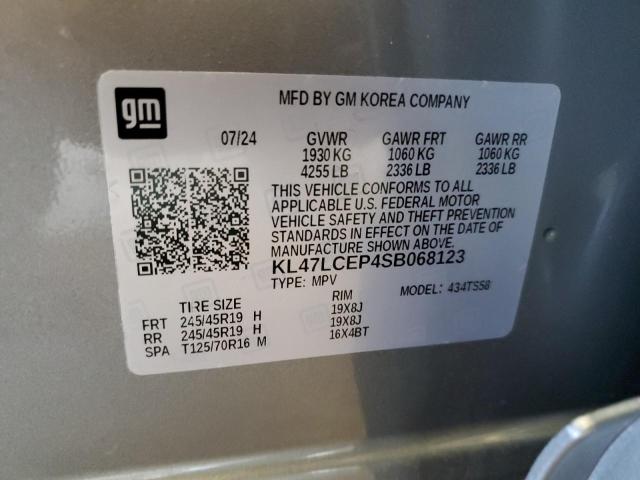 gm
MFD BY GM KOREA COMPANY
07/24 GVWR GAWR FRT GAWR RR
1930 KG 1060 KG 1060 KG
4255 LB 2336 LB 2336 LB
THIS VEHICLE CONFORMS TO ALL
APPLICABLE U.S. FEDERAL MOTOR
VEHICLE SAFETY AND THEFT PREVENTION
STANDARDS IN EFFECT ON THE DATE OF
MANUFACTURE SHOWN ABOVE.
KL47LCEP4SB068123
TYPE: MPV MODEL: 434TS58
TIRE SIZE RIM
FRT 245/45R19 H 19X8J
RR 245/45R19 H 19X8J
SPA T125/70R16 M 16X4BT